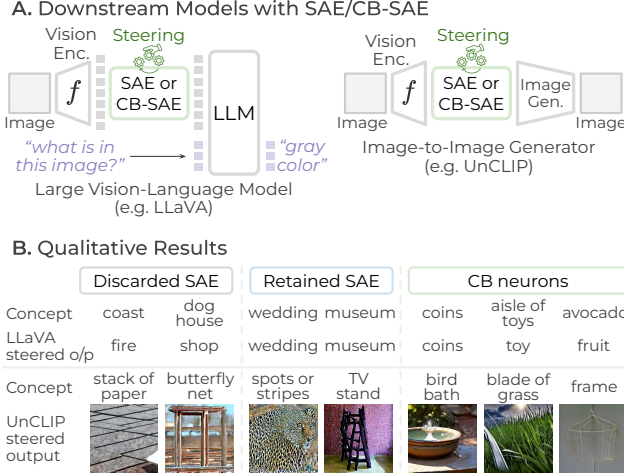 A. Downstream Models with SAE/CB-SAE
Vision
Enc.
Steering
f
SAE or
CB-SAE
LLM
Image
"what is in
this image?"
"gray
color"
Large Vision-Language Model
(e.g. LLaVA)
Vision
Enc.
Steering
f
SAE or
CB-SAE
Image
Gen.
Image
Image
Image-to-Image Generator
(e.g. UnCLIP)
B. Qualitative Results
Discarded SAE Retained SAE CB neurons
Concept coast dog house wedding museum coins aisle of toys avocado
LLaVA steered o/p fire shop wedding museum coins toy fruit
Concept stack of paper butterfly net spots or stripes TV stand bird bath blade of grass frame
UnCLIP
steered
output